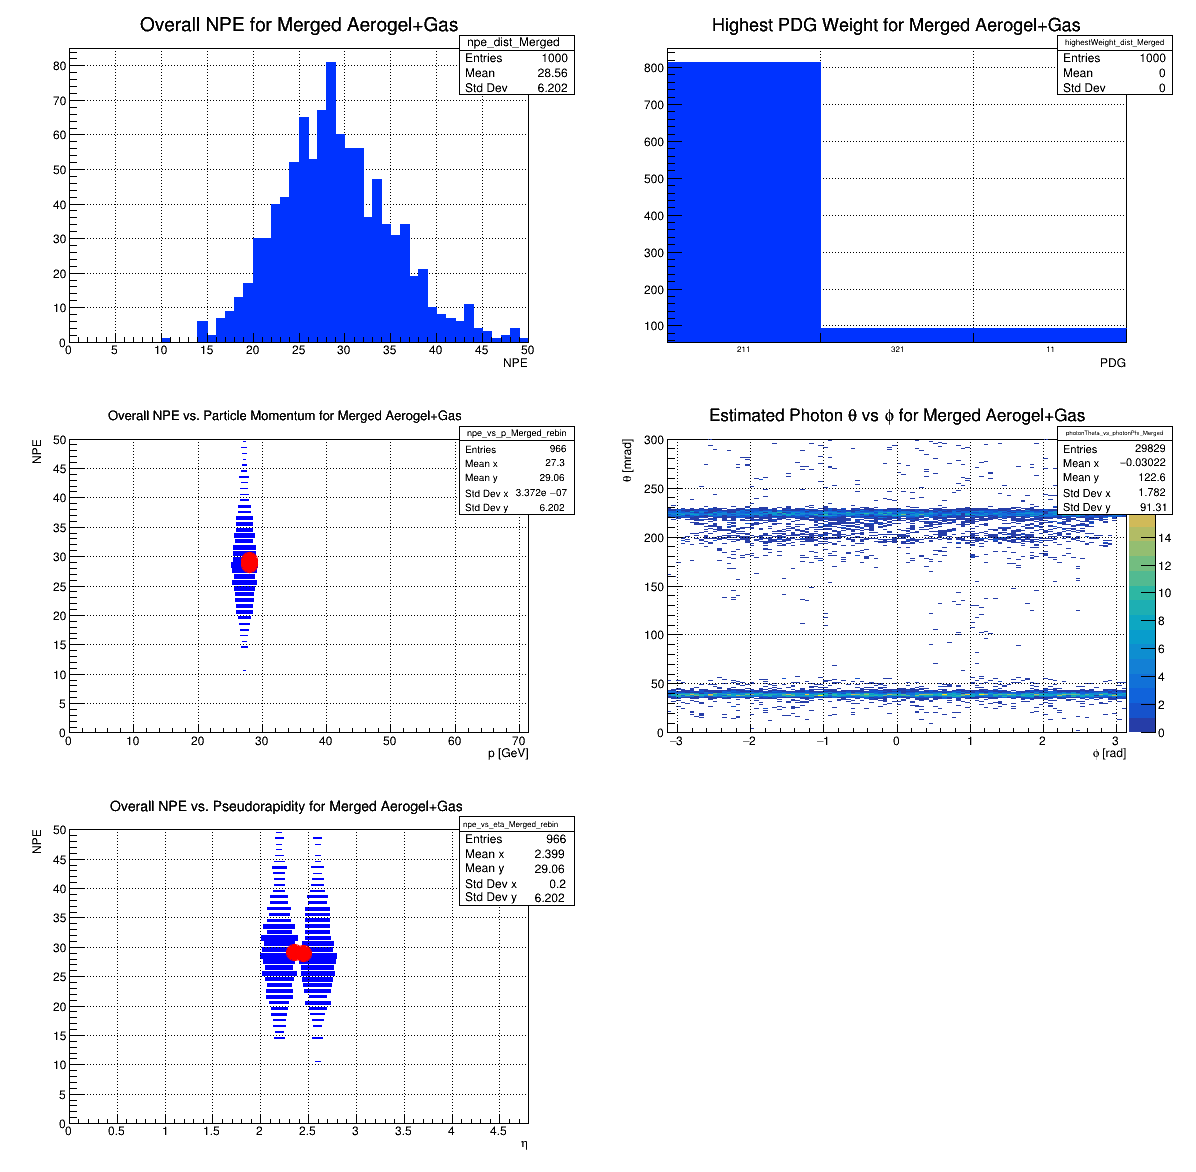 Overall NPE for Merged Aerogel+Gas
npe_dist_Merged
Entries 1000
Mean 28.56
Std Dev 6.202
80
70
60
50
40
30
20
10
0
0 5 10 15 20 25 30 35 40 45 50
NPE
Highest PDG Weight for Merged Aerogel+Gas
highestWeight_dist_Merged
Entries 1000
Mean 0
Std Dev 0
800
700
600
500
400
300
200
100
211 321 11
PDG
Overall NPE vs. Particle Momentum for Merged Aerogel+Gas
npe_vs_p_Merged_rebin
Entries 966
Mean x 27.3
Mean y 29.06
Std Dev x 3.372e −07
Std Dev y 6.202
NPE
50
45
40
35
30
25
20
15
10
5
0
0 10 20 30 40 50 60 70
p [GeV]
Estimated Photon θ vs ϕ for Merged Aerogel+Gas
photonTheta_vs_photonPhi_Merged
Entries 29829
Mean x −0.03022
Mean y 122.6
Std Dev x 1.782
Std Dev y 91.31
θ [mrad]
300
250
200
150
100
50
0
−3 −2 −1 0 1 2 3
ϕ [rad]
14
12
10
8
6
4
2
0
Overall NPE vs. Pseudorapidity for Merged Aerogel+Gas
npe_vs_eta_Merged_rebin
Entries 966
Mean x 2.399
Mean y 29.06
Std Dev x 0.2
Std Dev y 6.202
NPE
50
45
40
35
30
25
20
15
10
5
0
0 0.5 1 1.5 2 2.5 3 3.5 4 4.5
η